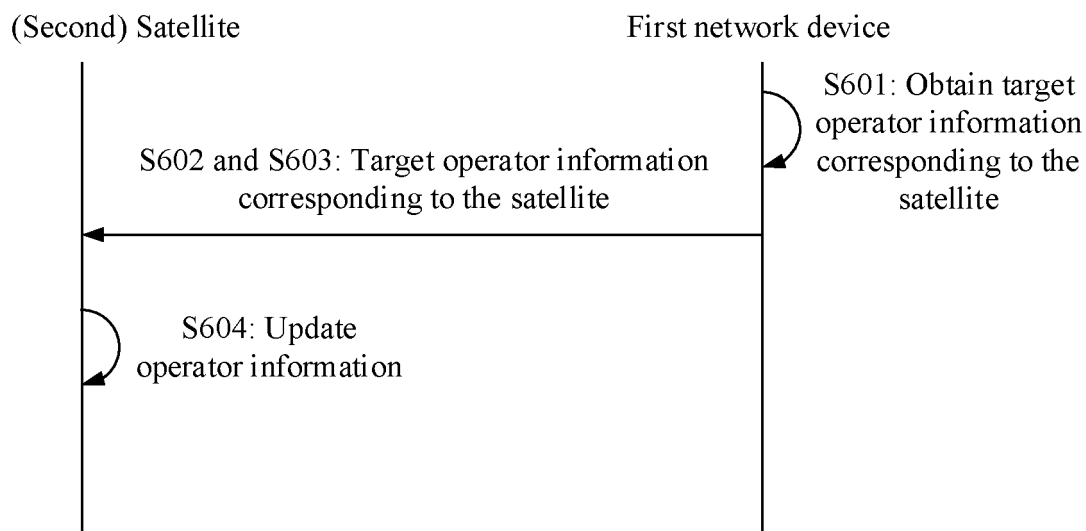 (Second) Satellite
First network device
S601: Obtain target
operator information
corresponding to the
satellite
S602 and S603: Target operator information
corresponding to the satellite
S604: Update
operator information